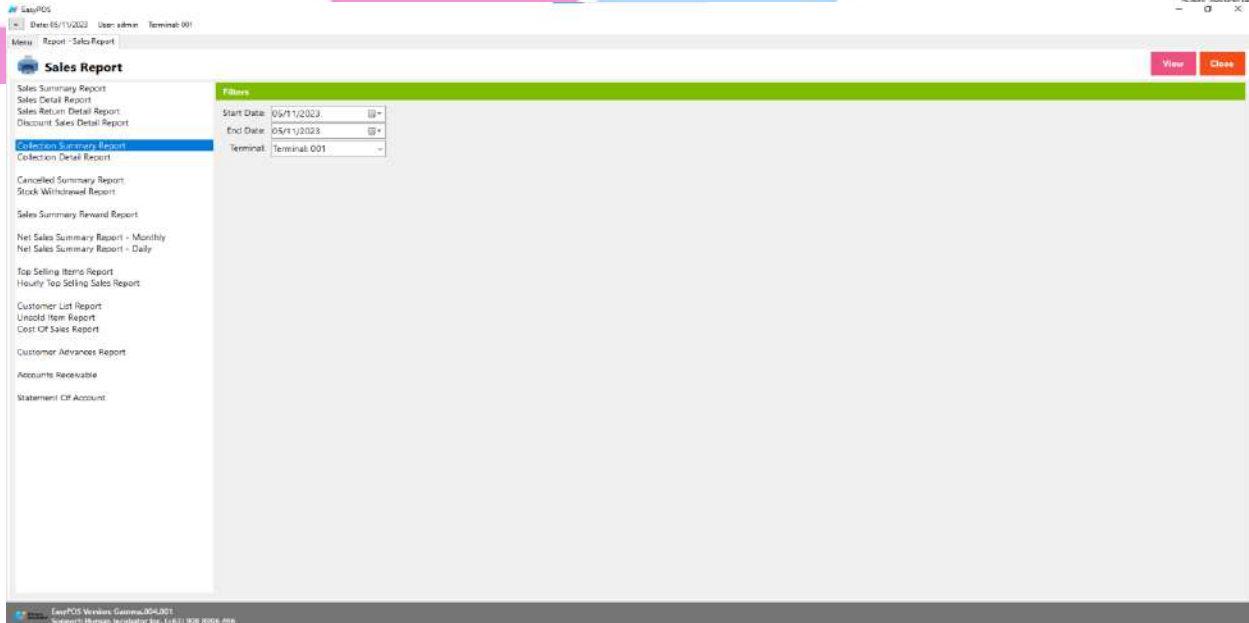 EasyPOS
Date: 05/11/2023 User: admin Terminal: 001
Menu Report - Sales Report
Sales Report
View Close
Sales Summary Report
Sales Detail Report
Sales Return Detail Report
Discount Sales Detail Report
Collection Summary Report
Collection Detail Report
Cancelled Summary Report
Stock Withdrawal Report
Sales Summary Reward Report
Net Sales Summary Report - Monthly
Net Sales Summary Report - Daily
Top Selling Items Report
Hourly Top Selling Sales Report
Customer List Report
Unsold Item Report
Cost Of Sales Report
Customer Advances Report
Accounts Receivable
Statement Of Account
Filters
Start Date: 05/11/2023
End Date: 05/11/2023
Terminal: Terminal: 001
EasyPOS Version: Gamma.004.001
Support: Human Incubator Inc.